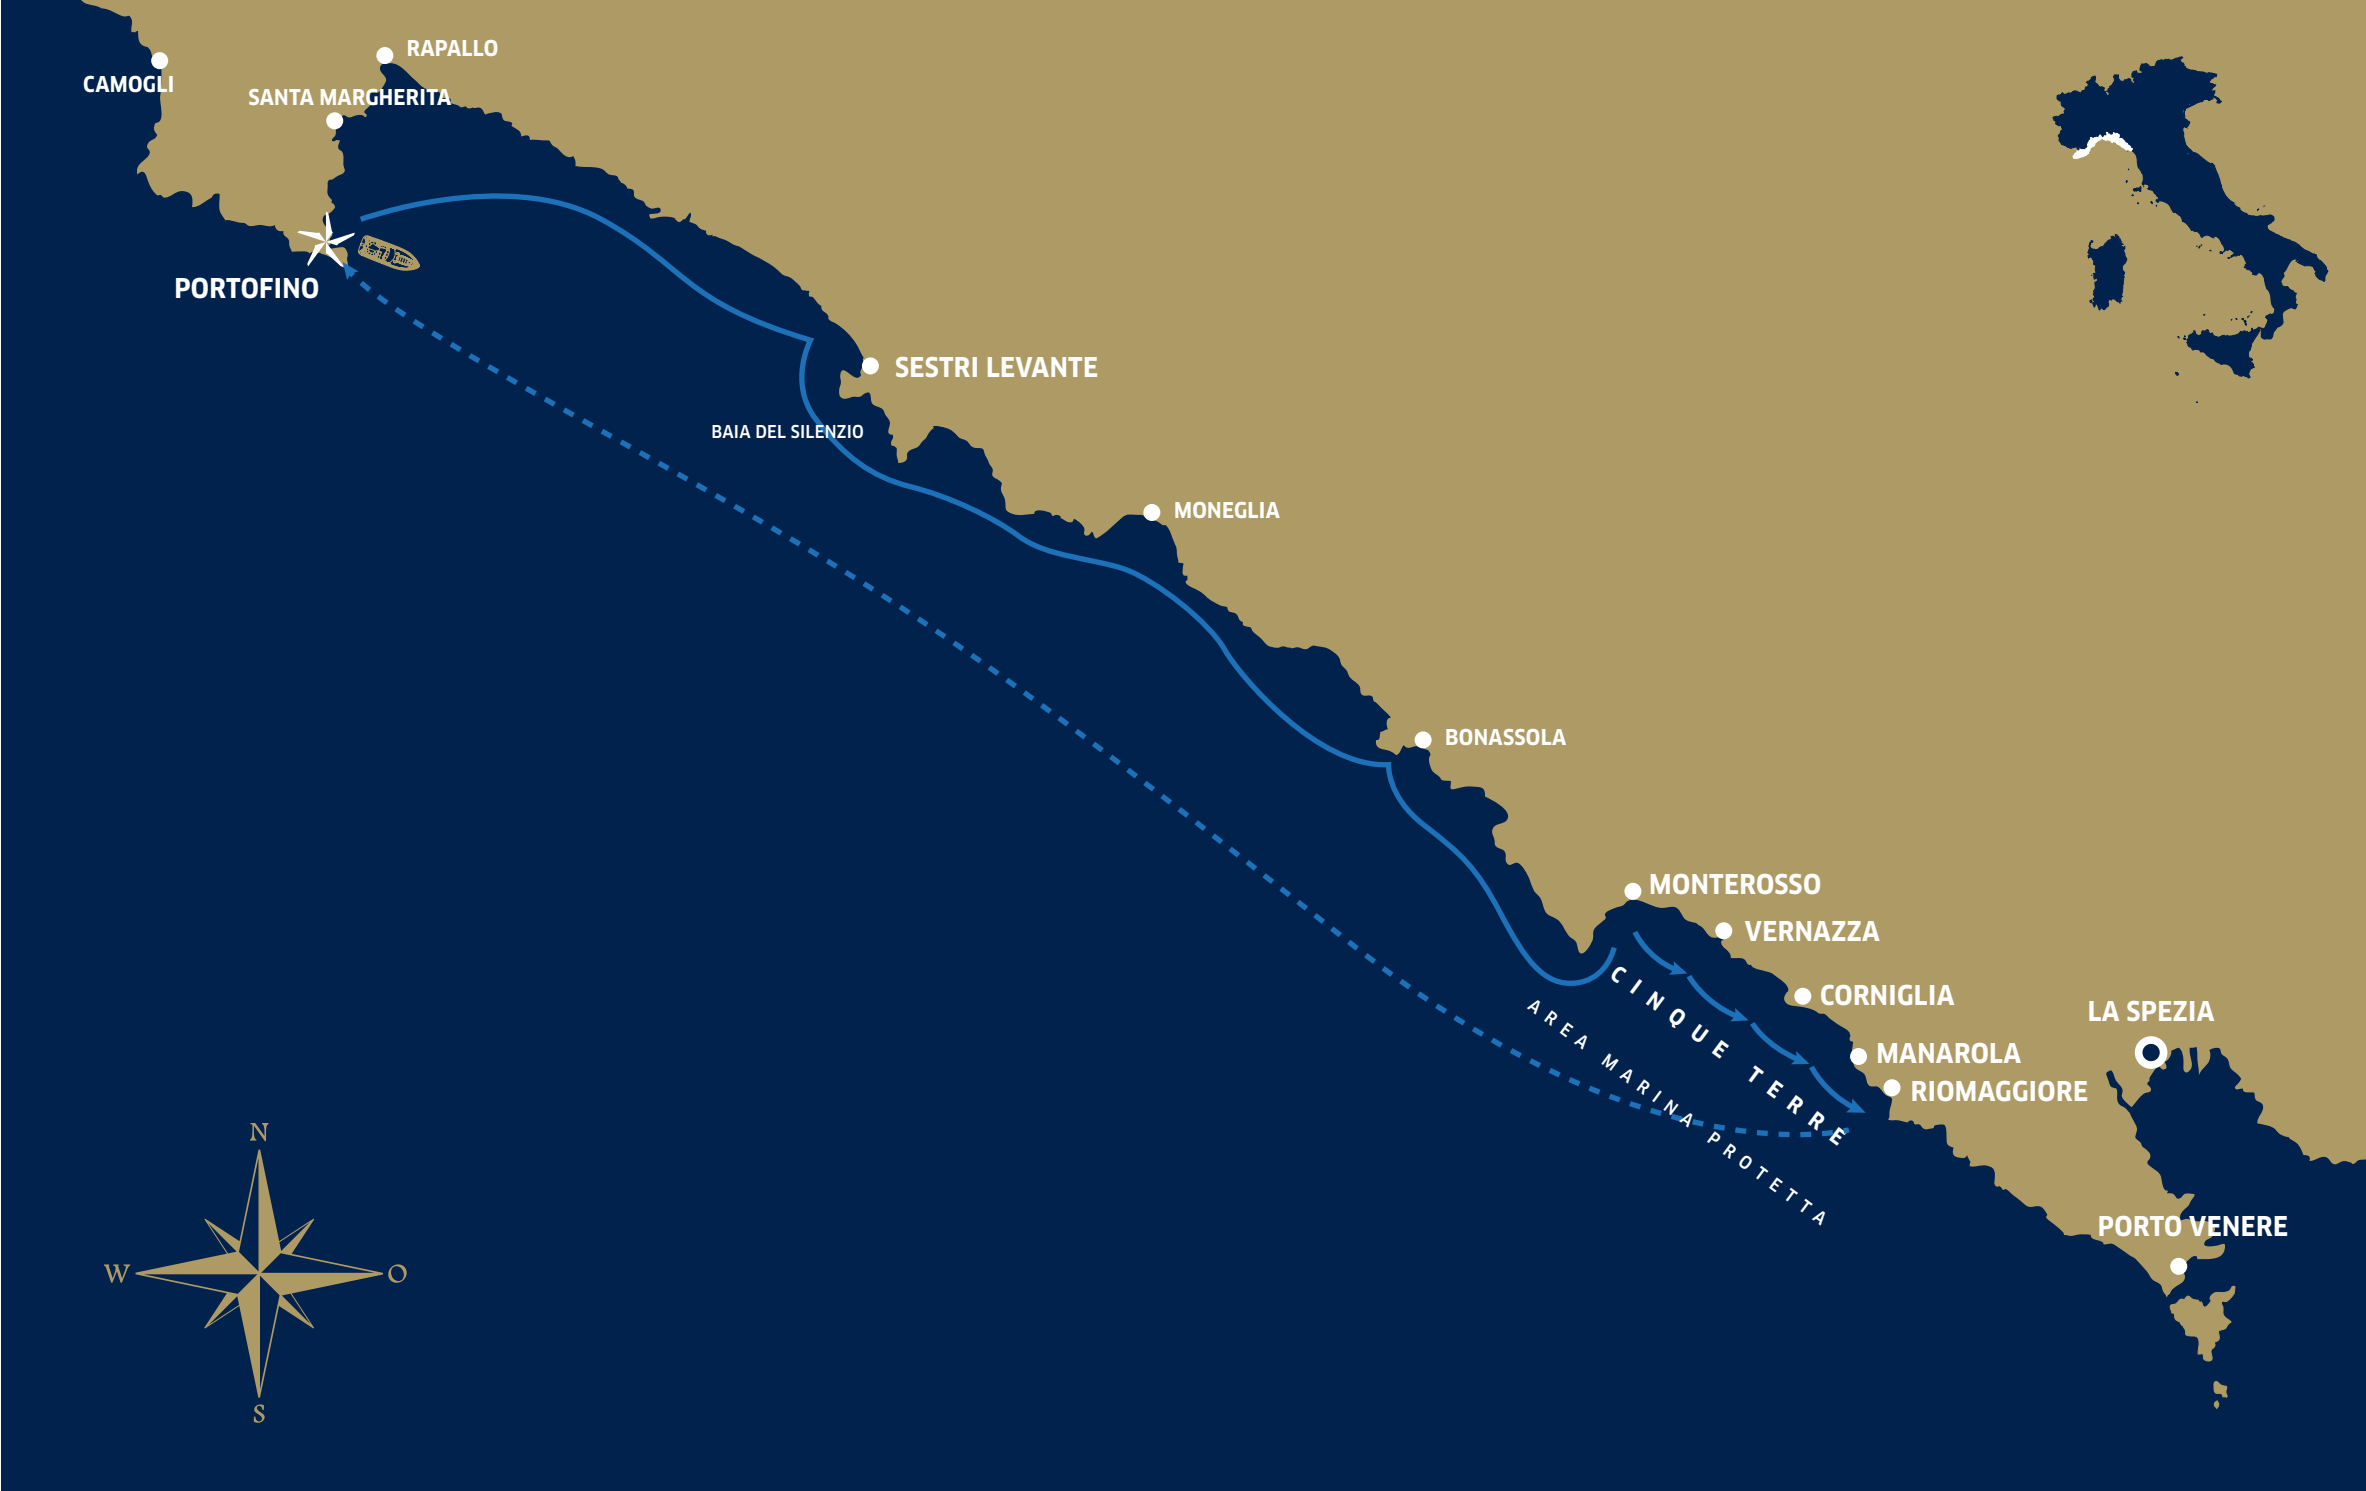 RAPALLO
CAMOGLI
SANTA MARGHERITA
PORTOFINO
SESTRI LEVANTE
BAIA DEL SILENZIO
MONEGLIA
BONASSOLA
MONTEROSSO
VERNAZZA
CORNIGLIA
LA SPEZIA
MANAROLA
RIOMAGGIORE
CINQUE TERRE
AREA MARINA PROTETTA
PORTO VENERE
N
W
O
S